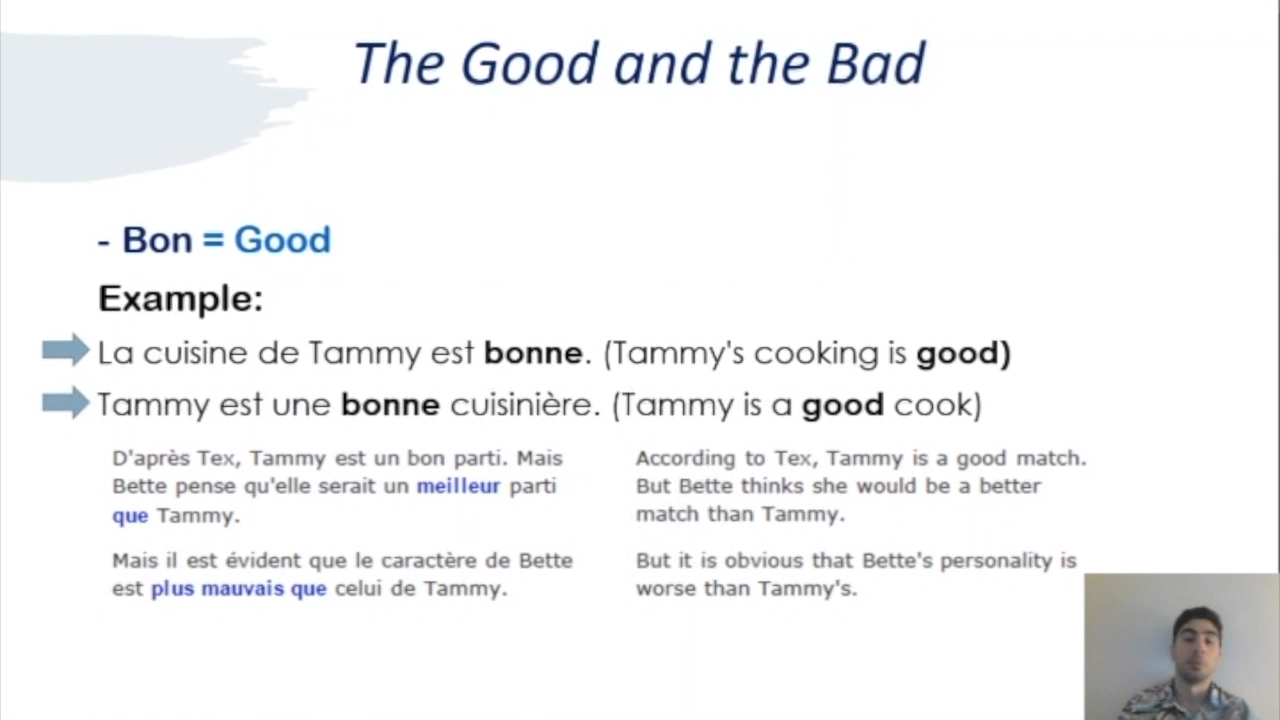 The Good and the Bad
- Bon = Good
Example:
La cuisine de Tammy est bonne. (Tammy's cooking is good)
Tammy est une bonne cuisinière. (Tammy is a good cook)
D'après Tex, Tammy est un bon parti. Mais
Bette pense qu'elle serait un meilleur parti
que Tammy.
Mais il est évident que le caractère de Bette
est plus mauvais que celui de Tammy.
According to Tex, Tammy is a good match.
But Bette thinks she would be a better
match than Tammy.
But it is obvious that Bette's personality is
worse than Tammy's.